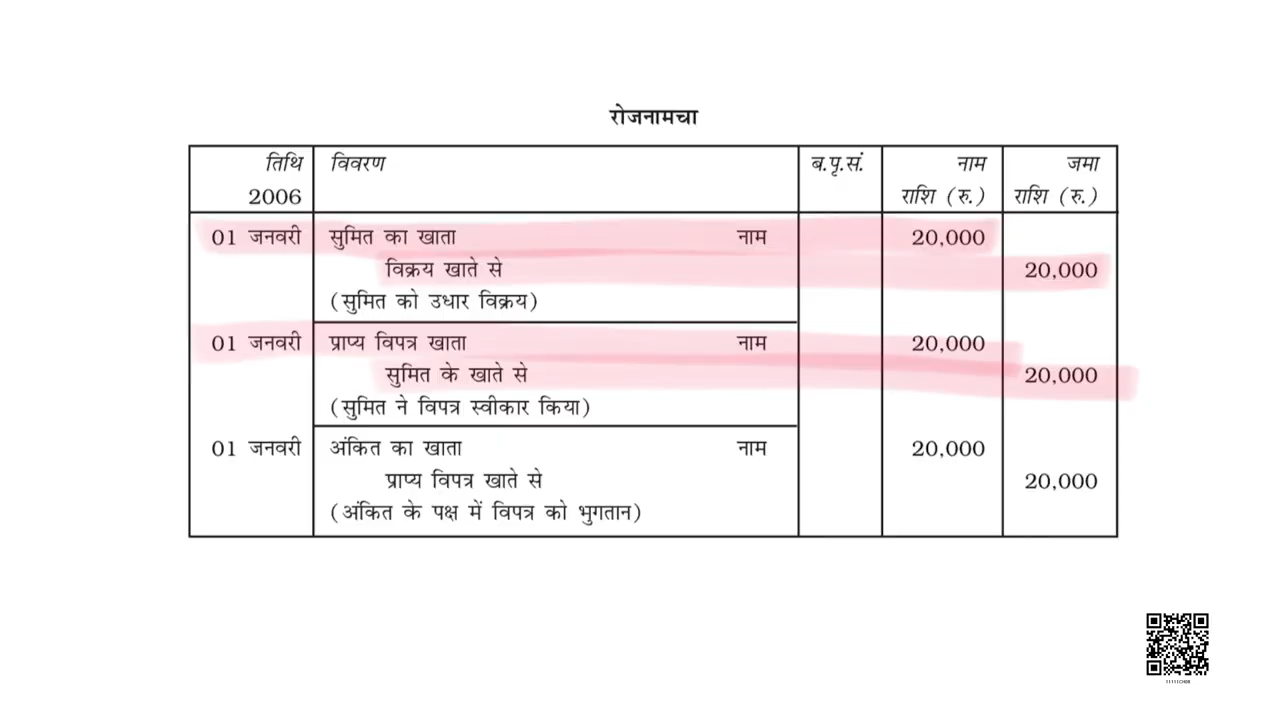 रोजनामचा
तिथि विवरण ब.पृ.सं. नाम जमा
2006 राशि (रु.) राशि (रु.)
01 जनवरी सुमित का खाता नाम 20,000
विक्रय खाते से 20,000
(सुमित को उधार विक्रय)
01 जनवरी प्राप्य विपत्र खाता नाम 20,000
सुमित के खाते से 20,000
(सुमित ने विपत्र स्वीकार किया)
01 जनवरी अंकित का खाता नाम 20,000
प्राप्य विपत्र खाते से 20,000
(अंकित के पक्ष में विपत्र को भुगतान)